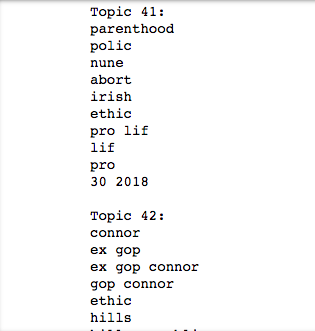 Topic 41:
parenthood
polic
nune
abort
irish
ethic
pro lif
lif
pro
30 2018
Topic 42:
connor
ex gop
ex gop connor
gop connor
ethic
hills